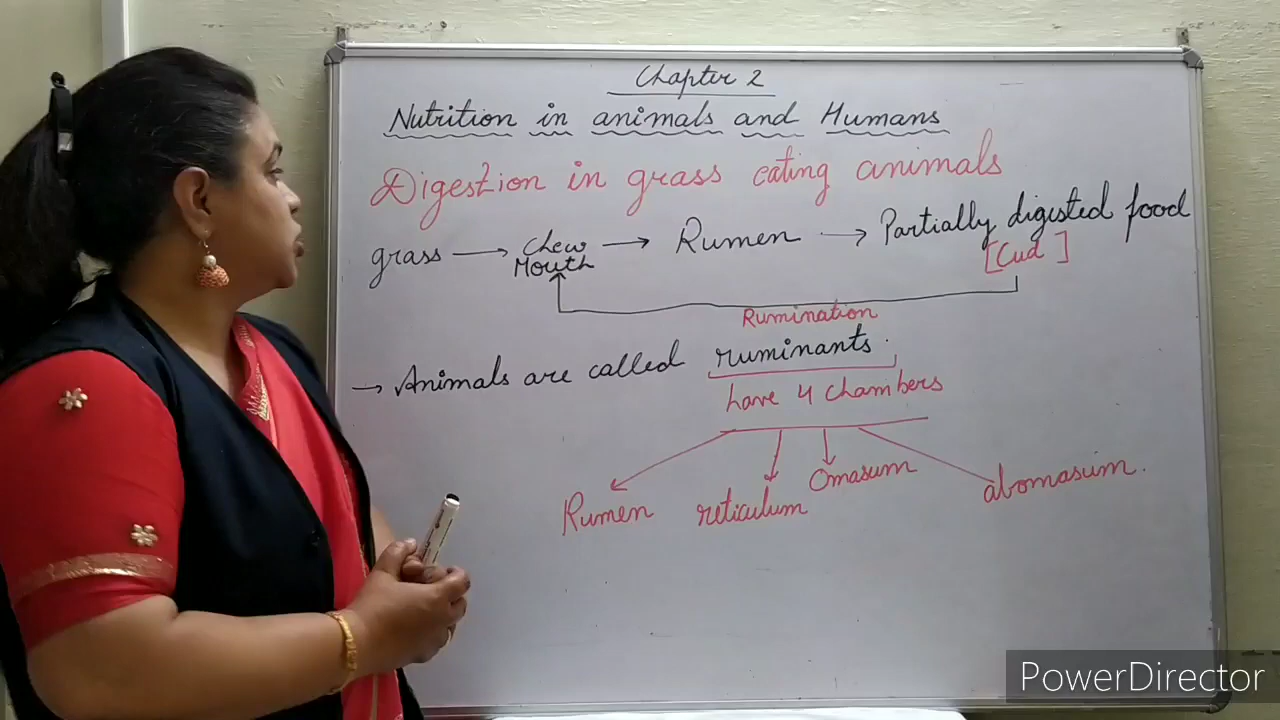 Chapter 2
Nutrition in animals and Humans
Digestion in grass eating animals
grass → Chew → Rumen → Partially digested food
Mouth
[Cud]
Rumination
→ Animals are called ruminants.
have 4 chambers
Rumen reticulum Omasum abomasum.
PowerDirector